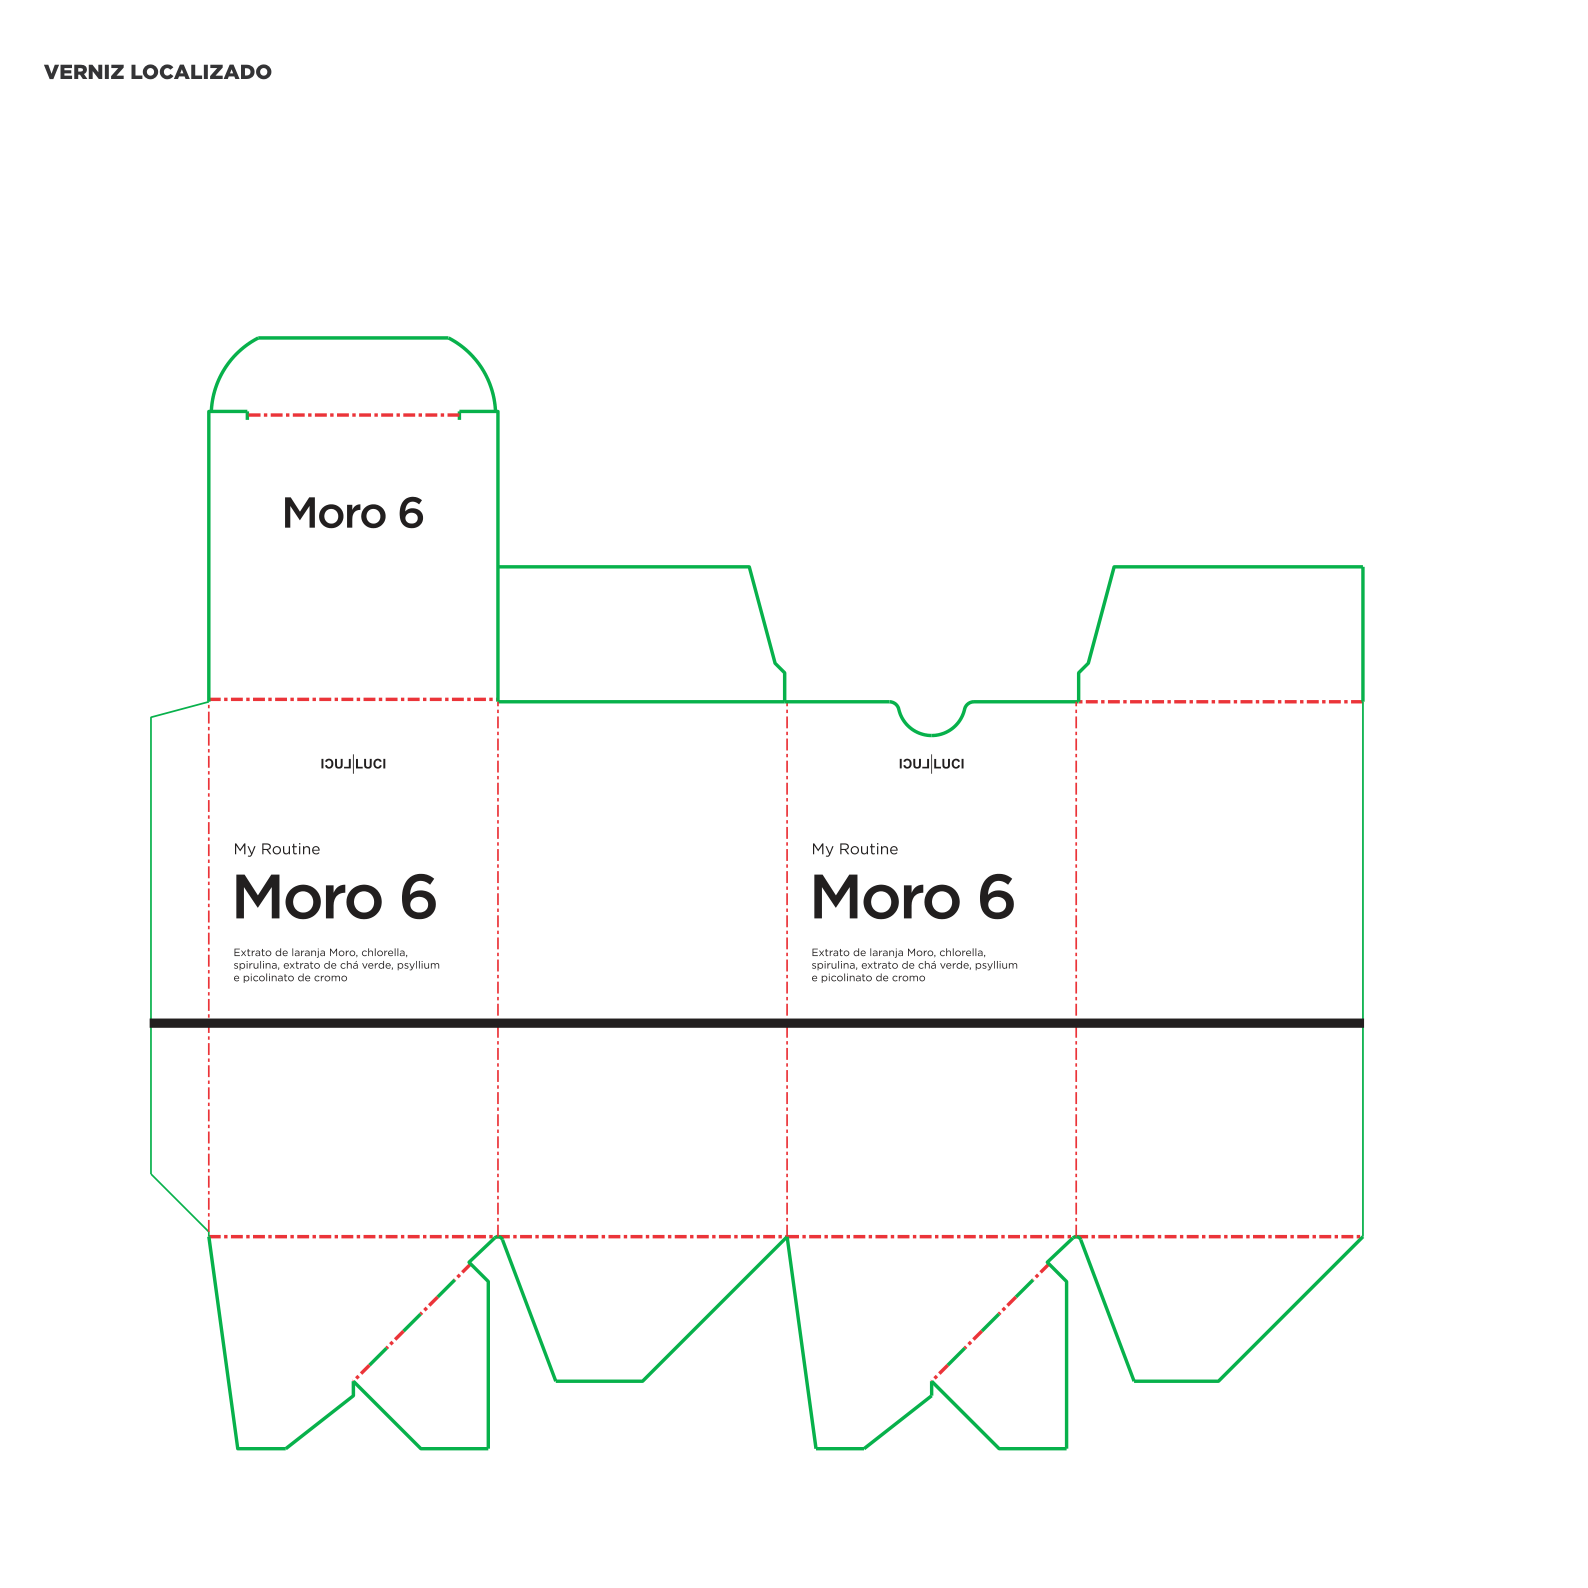 VERNIZ LOCALIZADO
Moro 6
LUCI|LUCI
My Routine
Moro 6
Extrato de laranja Moro, chlorella,
spirulina, extrato de chá verde, psyllium
e picolinato de cromo
LUCI|LUCI
My Routine
Moro 6
Extrato de laranja Moro, chlorella,
spirulina, extrato de chá verde, psyllium
e picolinato de cromo